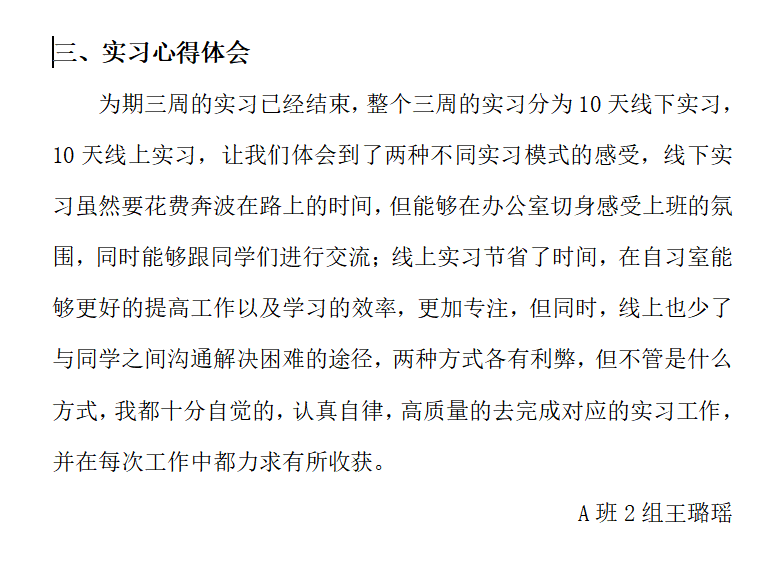 三、实习心得体会
为期三周的实习已经结束，整个三周的实习分为 10 天线下实习，
10 天线上实习，让我们体会到了两种不同实习模式的感受，线下实
习虽然要花费奔波在路上的时间，但能够在办公室切身感受上班的氛
围，同时能够跟同学们进行交流；线上实习节省了时间，在自习室能
够更好的提高工作以及学习的效率，更加专注，但同时，线上也少了
与同学之间沟通解决困难的途径，两种方式各有利弊，但不管是什么
方式，我都十分自觉的，认真自律，高质量的去完成对应的实习工作，
并在每次工作中都力求有所收获。
A 班 2 组王璐瑶